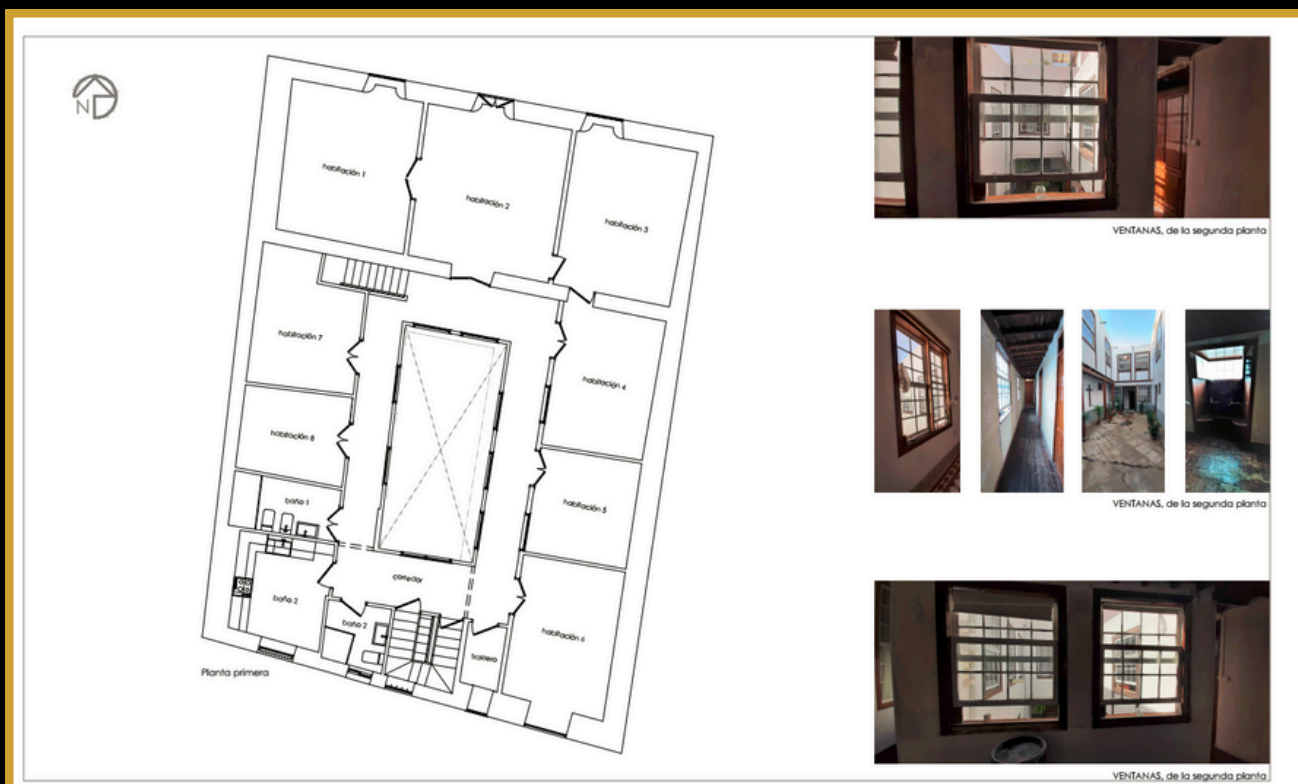 N
habitación 1
habitación 2
habitación 3
habitación 7
habitación 4
habitación 8
habitación 5
baño 1
corredor
baño 2
baño 2
habitación 6
trastero
Planta primera
VENTANAS, de la segunda planta
VENTANAS, de la segunda planta
VENTANAS, de la segunda planta